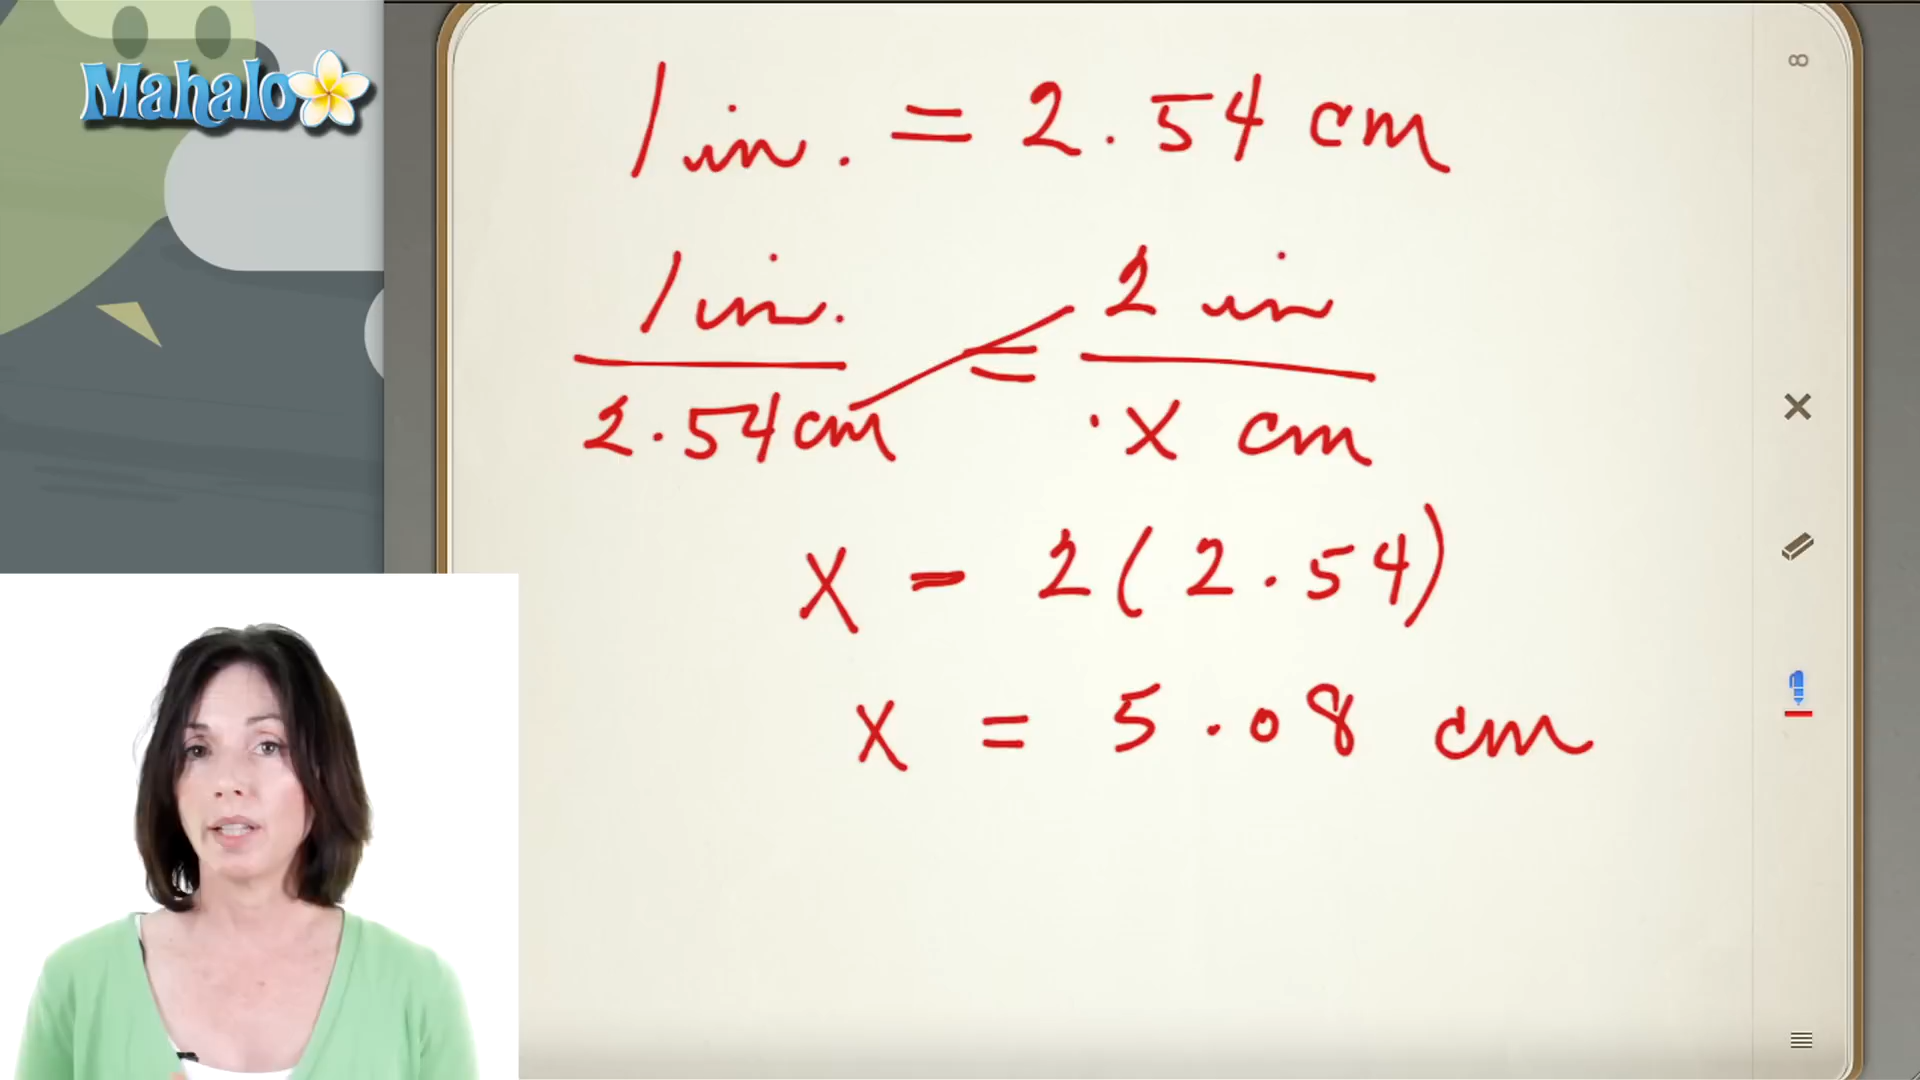 Mahalo
1 in. = 2.54 cm
1 in. = 2 in
2.54 cm x cm
x = 2(2.54)
x = 5.08 cm
8